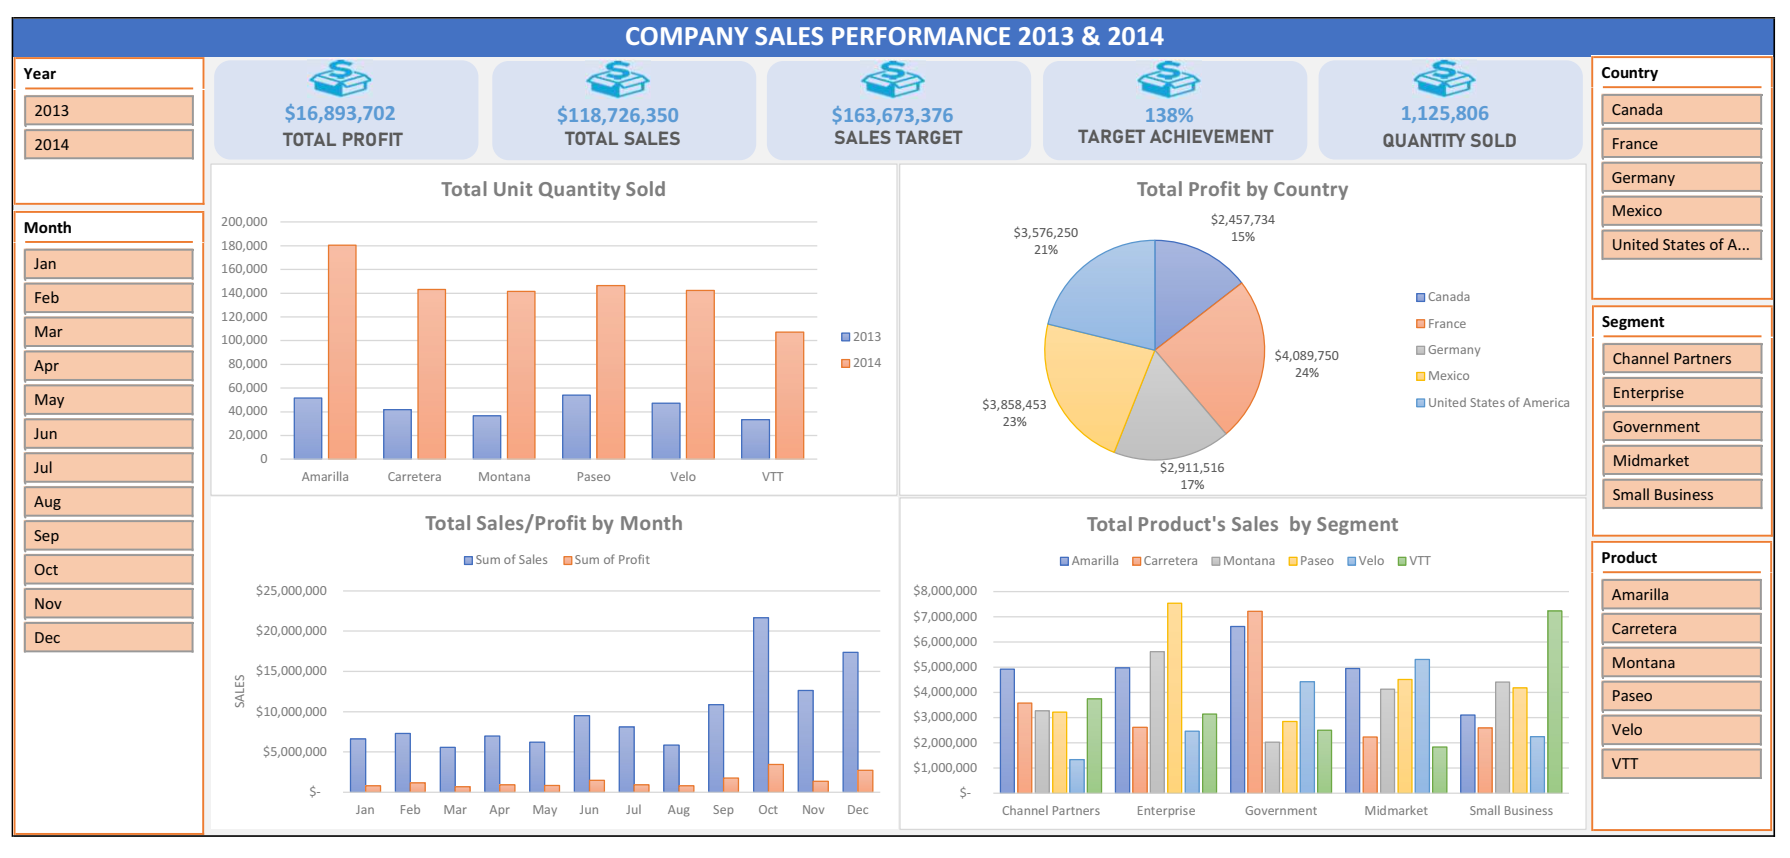 COMPANY SALES PERFORMANCE 2013 & 2014
Year
2013
2014
Month
Jan
Feb
Mar
Apr
May
Jun
Jul
Aug
Sep
Oct
Nov
Dec
$16,893,702
TOTAL PROFIT
$118,726,350
TOTAL SALES
$163,673,376
SALES TARGET
138%
TARGET ACHIEVEMENT
1,125,806
QUANTITY SOLD
Total Unit Quantity Sold
200,000
180,000
160,000
140,000
120,000
100,000
80,000
60,000
40,000
20,000
0
Amarilla Carretera Montana Paseo Velo VTT
2013
2014
Total Profit by Country
$2,457,734
15%
$4,089,750
24%
$2,911,516
17%
$3,858,453
23%
$3,576,250
21%
Canada
France
Germany
Mexico
United States of America
Total Sales/Profit by Month
Sum of Sales Sum of Profit
SALES
$25,000,000
$20,000,000
$15,000,000
$10,000,000
$5,000,000
$-
Jan Feb Mar Apr May Jun Jul Aug Sep Oct Nov Dec
Total Product's Sales by Segment
Amarilla Carretera Montana Paseo Velo VTT
$8,000,000
$7,000,000
$6,000,000
$5,000,000
$4,000,000
$3,000,000
$2,000,000
$1,000,000
$-
Channel Partners Enterprise Government Midmarket Small Business
Country
Canada
France
Germany
Mexico
United States of A...
Segment
Channel Partners
Enterprise
Government
Midmarket
Small Business
Product
Amarilla
Carretera
Montana
Paseo
Velo
VTT